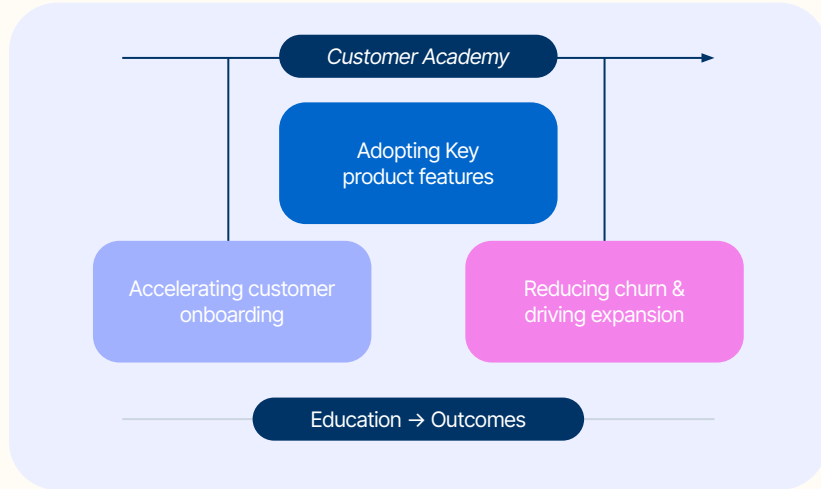 Customer Academy
Adopting Key
product features
Accelerating customer
onboarding
Reducing churn &
driving expansion
Education → Outcomes